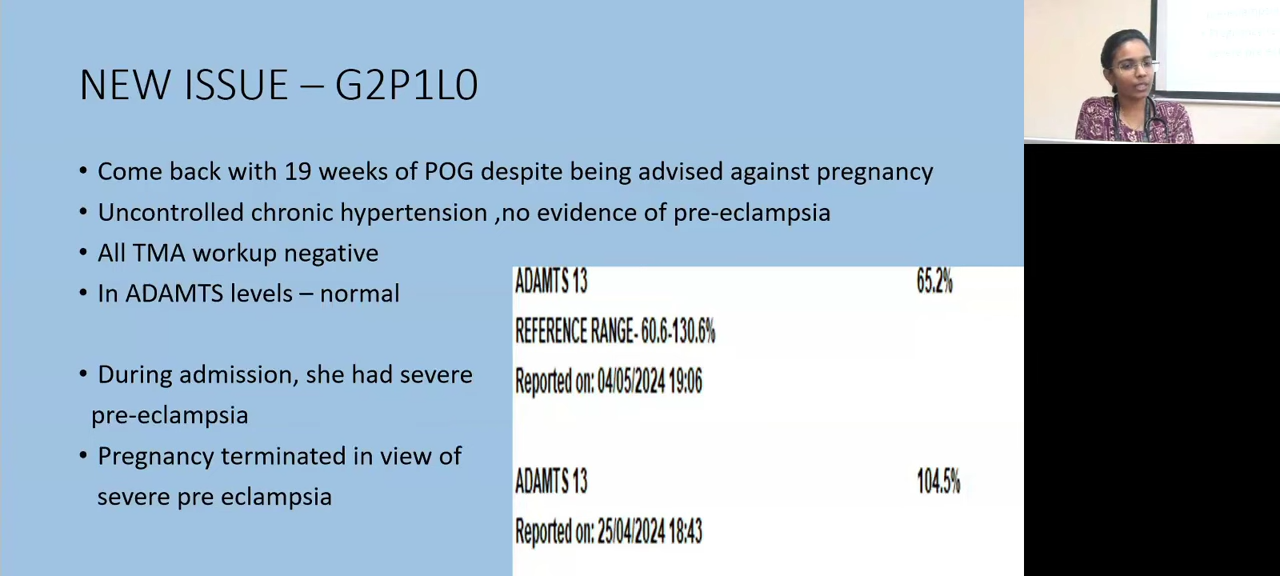 NEW ISSUE – G2P1L0
• Come back with 19 weeks of POG despite being advised against pregnancy
• Uncontrolled chronic hypertension ,no evidence of pre-eclampsia
• All TMA workup negative
• In ADAMTS levels – normal
• During admission, she had severe
pre-eclampsia
• Pregnancy terminated in view of
severe pre eclampsia
ADAMTS 13 65.2%
REFERENCE RANGE- 60.6-130.6%
Reported on: 04/05/2024 19:06
ADAMTS 13 104.5%
Reported on: 25/04/2024 18:43